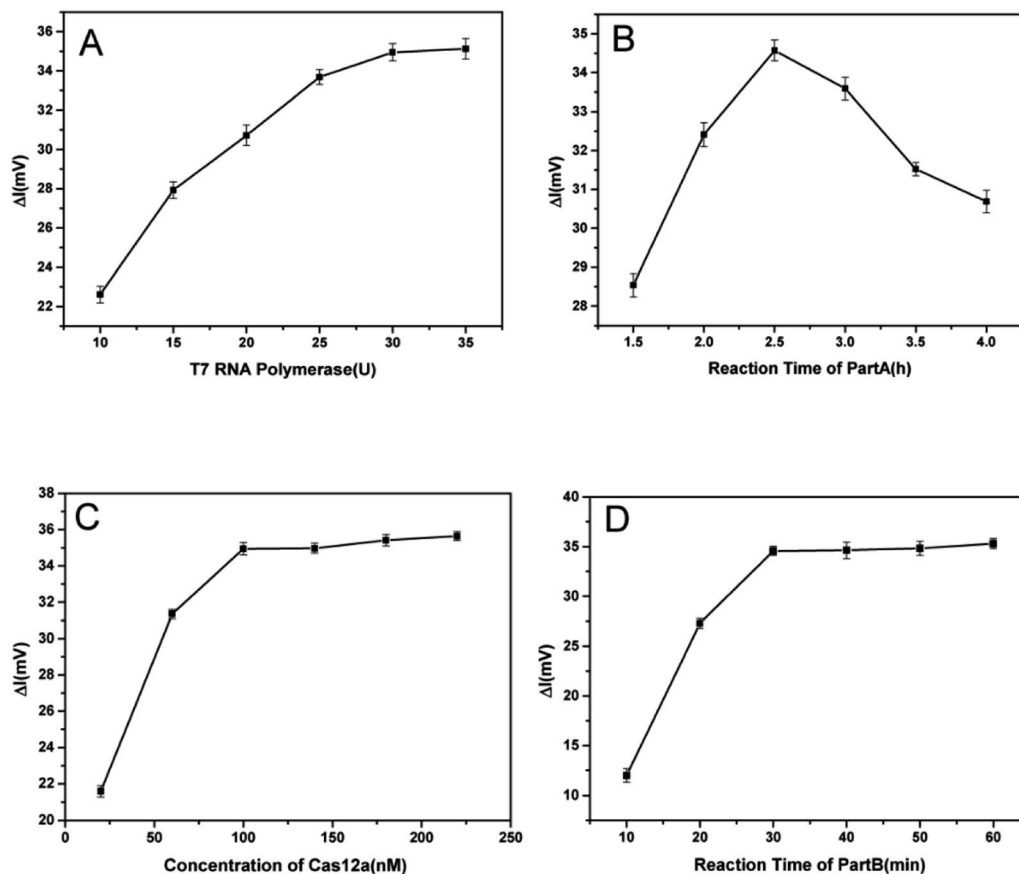 A
ΔI(mV)
36
34
32
30
28
26
24
22
10 15 20 25 30 35
T7 RNA Polymerase(U)
B
ΔI(mV)
35
34
33
32
31
30
29
28
1.5 2.0 2.5 3.0 3.5 4.0
Reaction Time of PartA(h)
C
ΔI(mV)
38
36
34
32
30
28
26
24
22
20
0 50 100 150 200 250
Concentration of Cas12a(nM)
D
ΔI(mV)
40
35
30
25
20
15
10
10 20 30 40 50 60
Reaction Time of PartB(min)